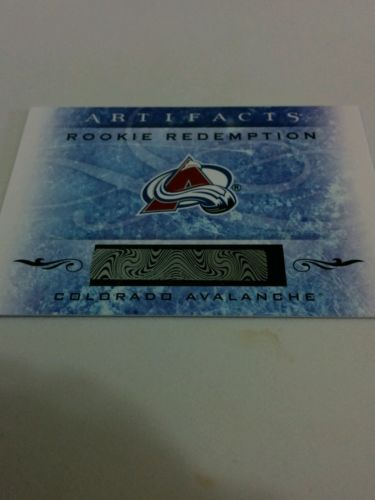 ARTIFACTS
ROOKIE REDEMPTION
®
COLORADO AVALANCHE